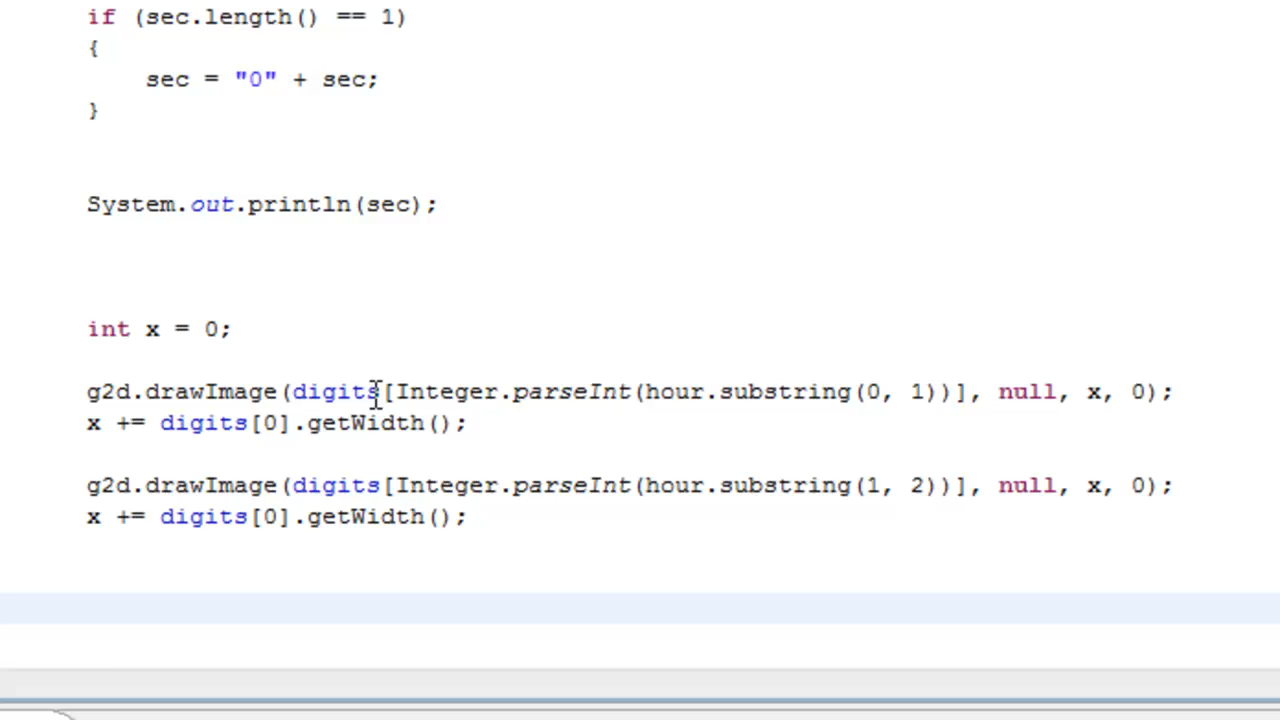 if (sec.length() == 1)
{
sec = "0" + sec;
}
System.out.println(sec);
int x = 0;
g2d.drawImage(digits[Integer.parseInt(hour.substring(0, 1))], null, x, 0);
x += digits[0].getWidth();
g2d.drawImage(digits[Integer.parseInt(hour.substring(1, 2))], null, x, 0);
x += digits[0].getWidth();